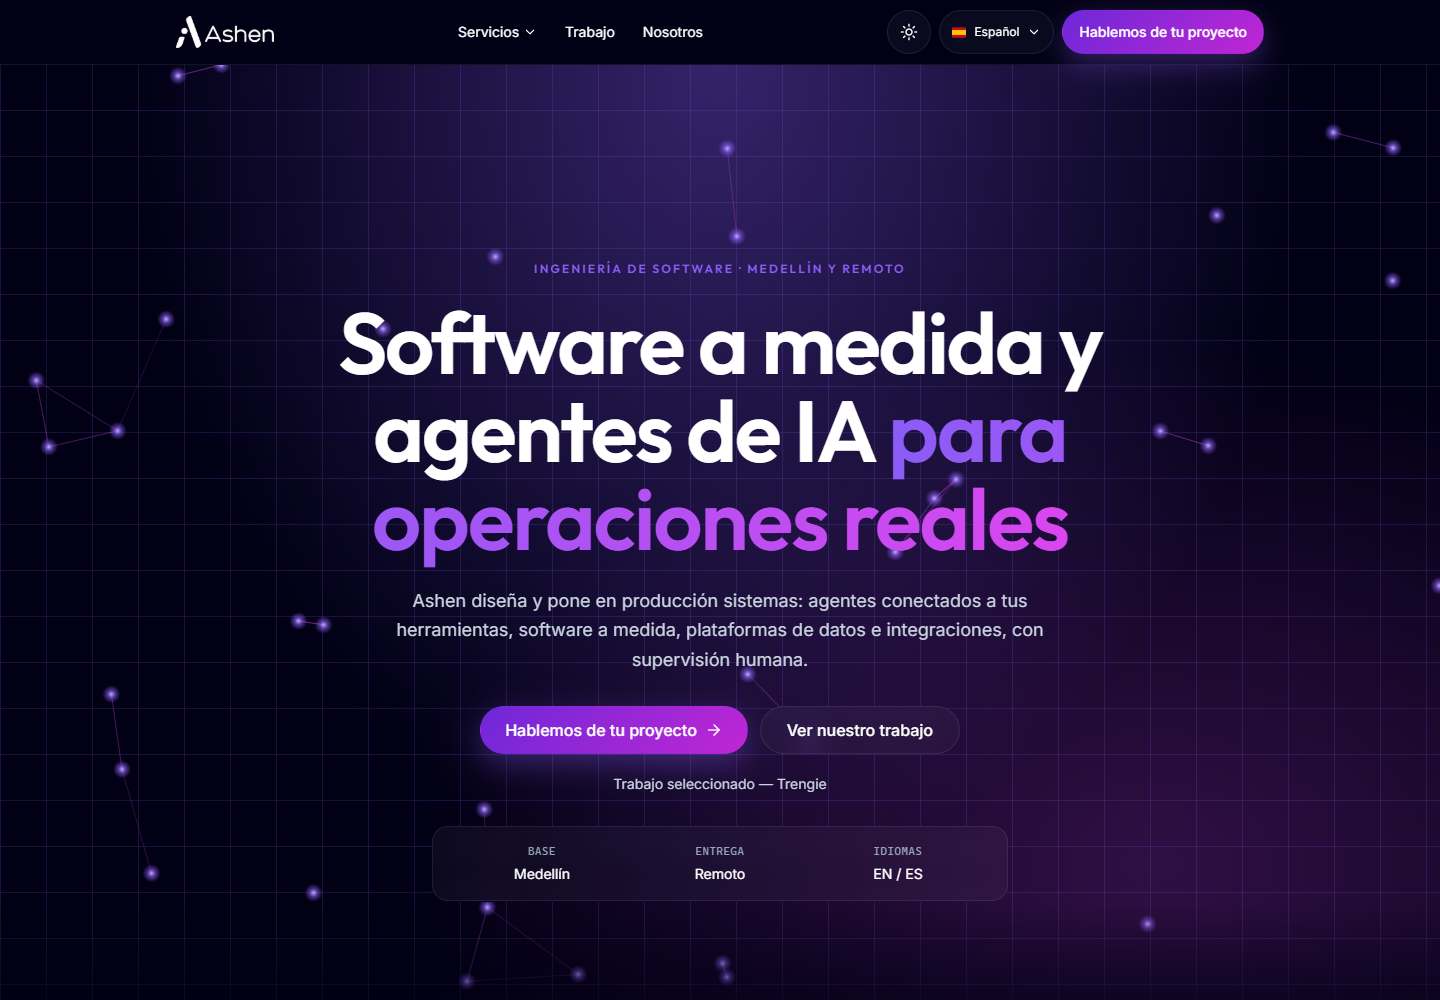 Ashen
Servicios
Trabajo
Nosotros
Español
Hablemos de tu proyecto
INGENIERÍA DE SOFTWARE · MEDELLÍN Y REMOTO
Software a medida y
agentes de IA para
operaciones reales
Ashen diseña y pone en producción sistemas: agentes conectados a tus
herramientas, software a medida, plataformas de datos e integraciones, con
supervisión humana.
Hablemos de tu proyecto →
Ver nuestro trabajo
Trabajo seleccionado — Trengie
BASE
Medellín
ENTREGA
Remoto
IDIOMAS
EN / ES